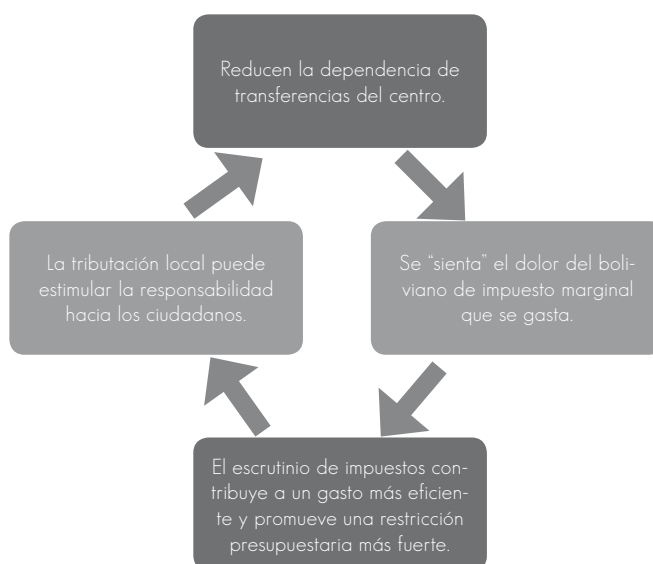 Reducen la dependencia de
transferencias del centro.
La tributación local puede
estimular la responsabilidad
hacia los ciudadanos.
Se “sienta” el dolor del boli-
viano de impuesto marginal
que se gasta.
El escrutinio de impuestos con-
tribuye a un gasto más eficien-
te y promueve una restricción
presupuestaria más fuerte.